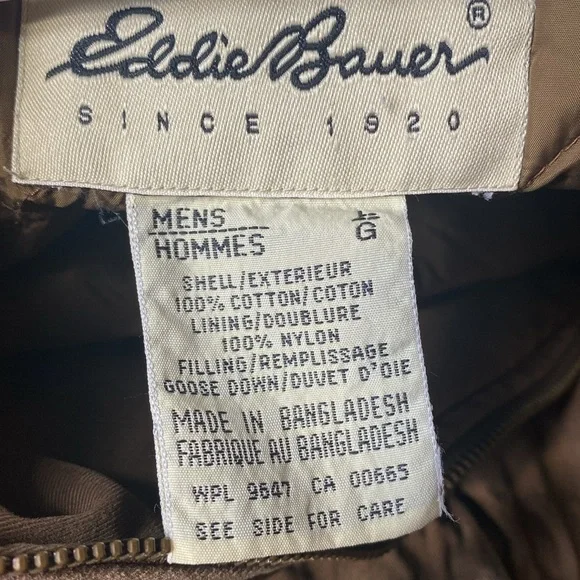 Eddie Bauer®
SINCE 1920
MENS L
HOMMES G
SHELL/EXTERIEUR
100% COTTON/COTON
LINING/DOUBLURE
100% NYLON
FILLING/REMPLISSAGE
GOOSE DOWN/DUVET D'OIE
MADE IN BANGLADESH
FABRIQUE AU BANGLADESH
WPL 9647 CA 00665
SEE SIDE FOR CARE